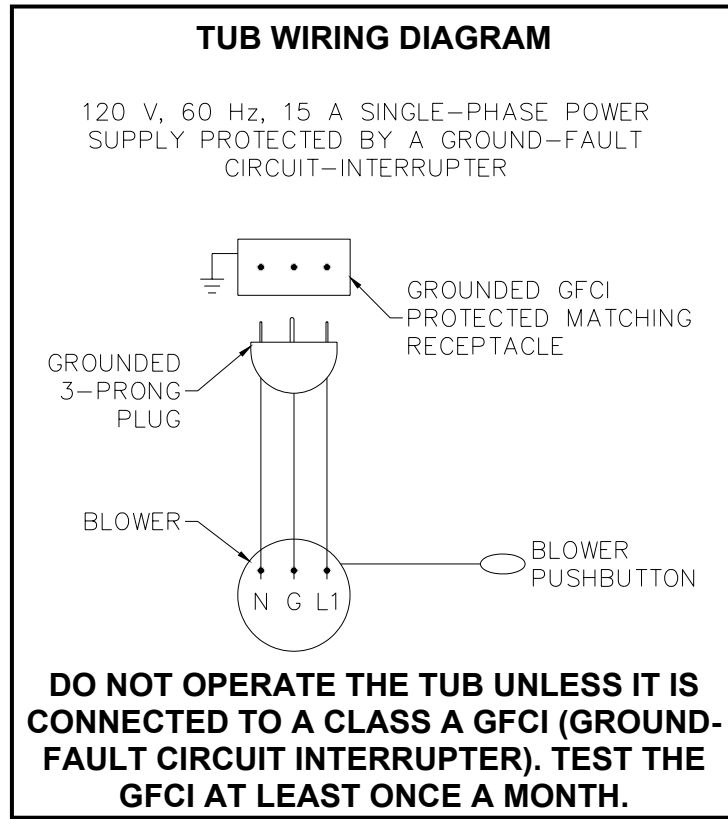 TUB WIRING DIAGRAM
120 V, 60 Hz, 15 A SINGLE–PHASE POWER
SUPPLY PROTECTED BY A GROUND–FAULT
CIRCUIT–INTERRUPTER
GROUNDED GFCI
PROTECTED MATCHING
RECEPTACLE
GROUNDED
3–PRONG
PLUG
BLOWER
BLOWER
PUSHBUTTON
N G L1
DO NOT OPERATE THE TUB UNLESS IT IS
CONNECTED TO A CLASS A GFCI (GROUND-
FAULT CIRCUIT INTERRUPTER). TEST THE
GFCI AT LEAST ONCE A MONTH.